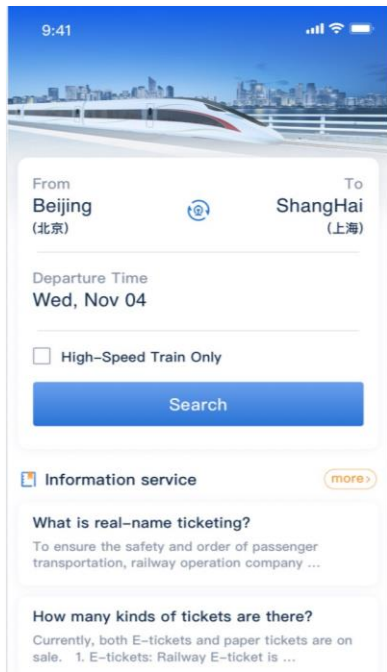 9:41
From
To
Beijing
ShangHai
(北京)
(上海)
Departure Time
Wed, Nov 04
High-Speed Train Only
Search
Information service
more>
What is real-name ticketing?
To ensure the safety and order of passenger
transportation, railway operation company ...
How many kinds of tickets are there?
Currently, both E-tickets and paper tickets are on
sale. 1. E-tickets: Railway E-ticket is ...